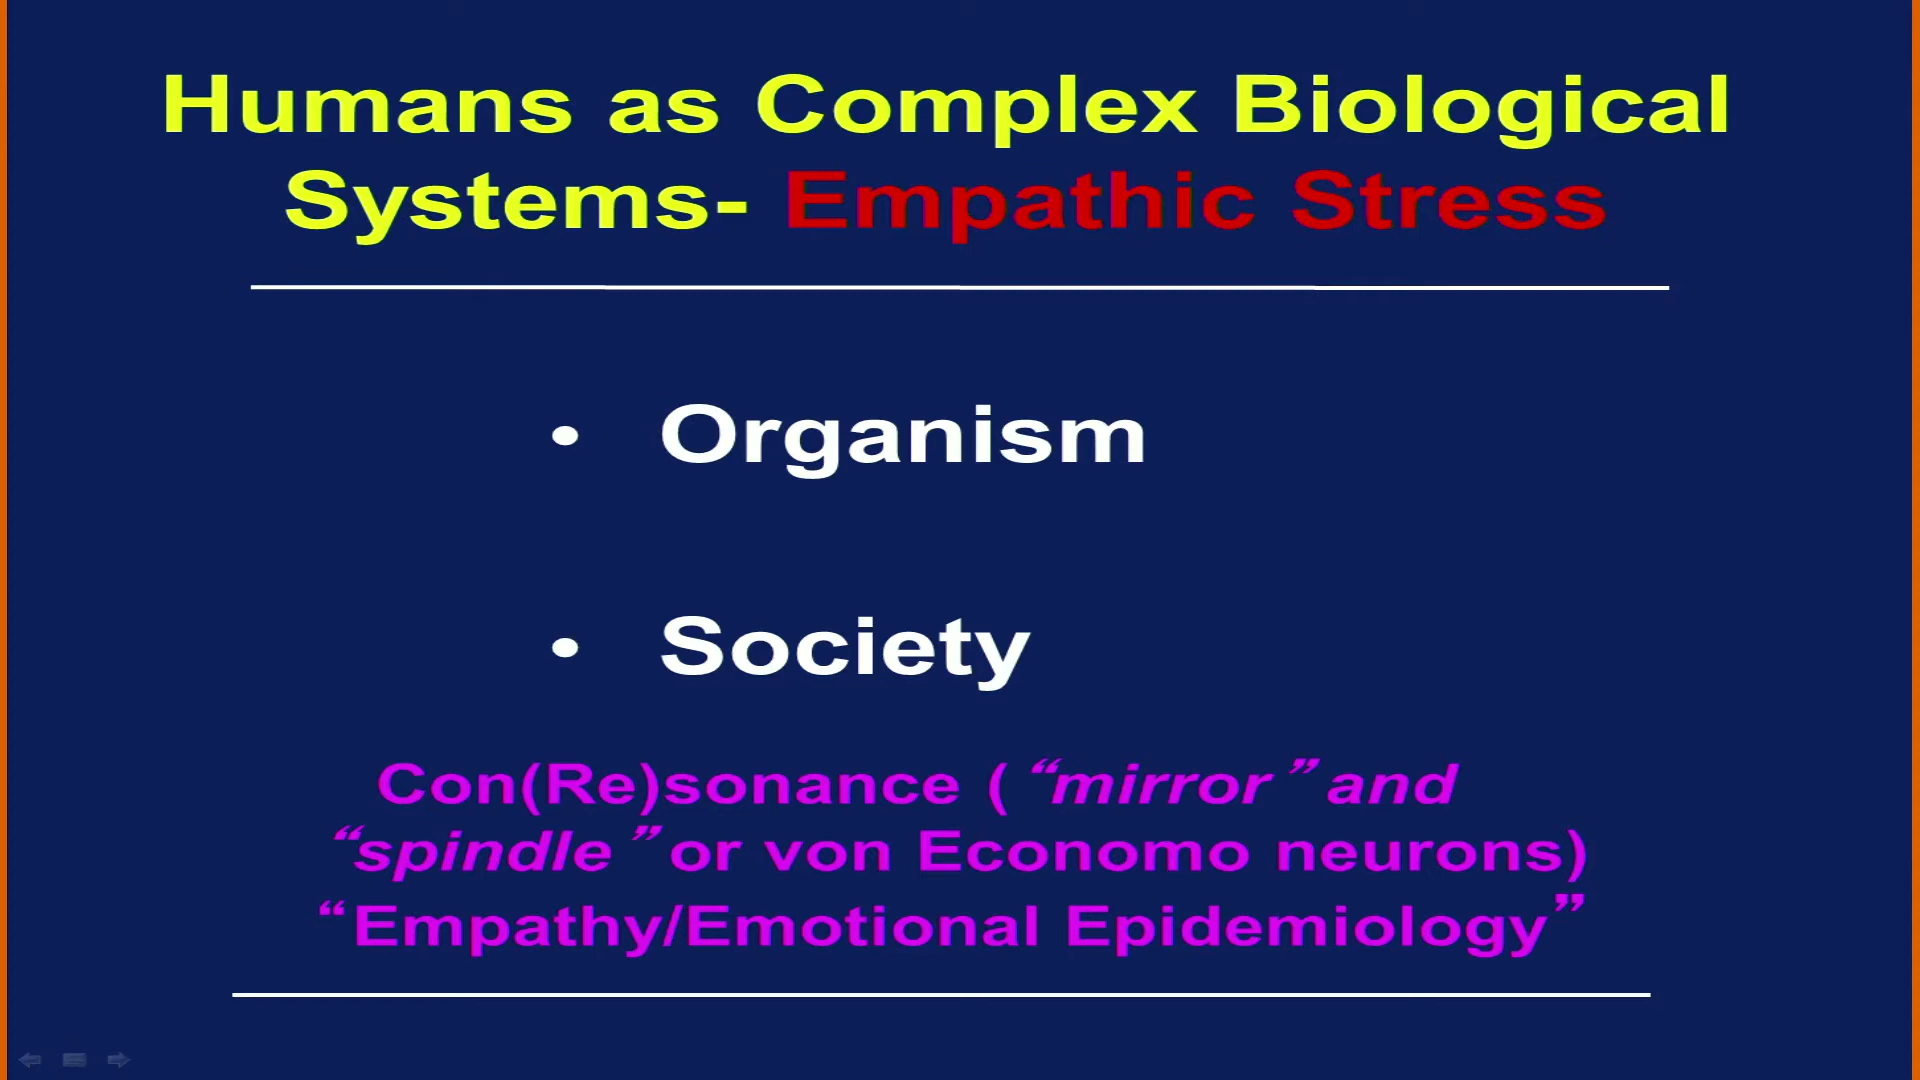 Humans as Complex Biological
Systems- Empathic Stress
• Organism
• Society
Con(Re)sonance (“mirror” and
“spindle” or von Economo neurons)
“Empathy/Emotional Epidemiology”